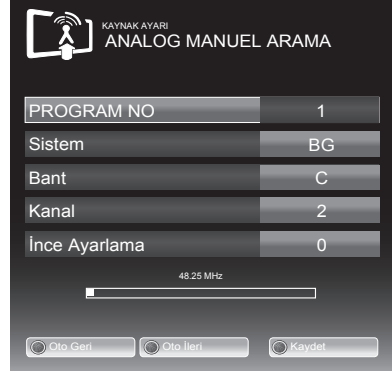 KAYNAK AYARI
ANALOG MANUEL ARAMA
PROGRAM NO 1
Sistem BG
Bant C
Kanal 2
İnce Ayarlama 0
48.25 MHz
Oto Geri Oto İleri Kaydet